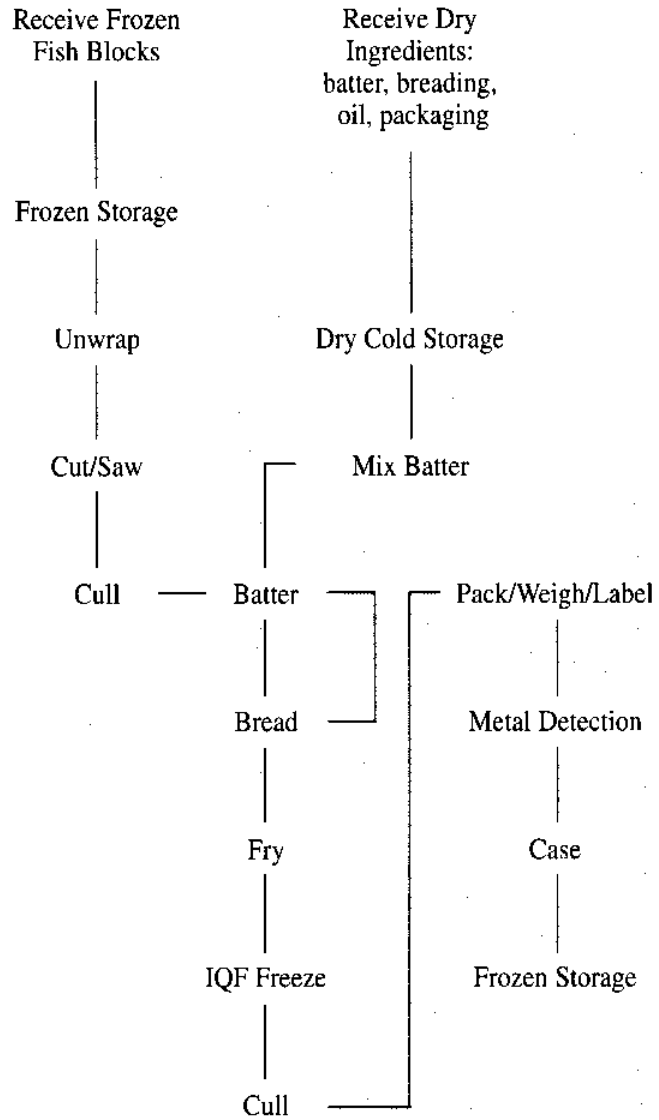 Receive Frozen
Fish Blocks
Receive Dry
Ingredients:
batter, breading,
oil, packaging
Frozen Storage
Unwrap
Dry Cold Storage
Cut/Saw
Mix Batter
Cull
Batter
Pack/Weigh/Label
Bread
Metal Detection
Fry
Case
IQF Freeze
Frozen Storage
Cull